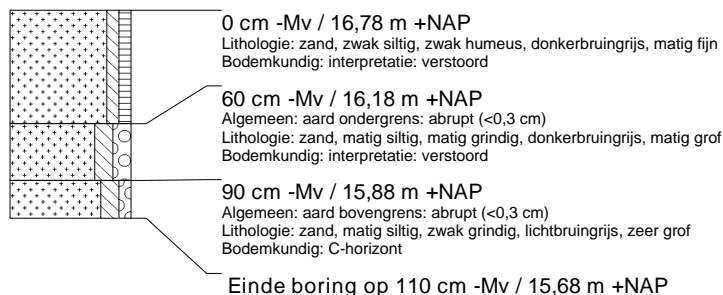 0 cm -Mv / 16,78 m +NAP
Lithologie: zand, zwak siltig, zwak humeus, donkerbruingrijs, matig fijn
Bodemkundig: interpretatie: verstoord
60 cm -Mv / 16,18 m +NAP
Algemeen: aard ondergrens: abrupt (<0,3 cm)
Lithologie: zand, matig siltig, matig grindig, donkerbruingrijs, matig grof
Bodemkundig: interpretatie: verstoord
90 cm -Mv / 15,88 m +NAP
Algemeen: aard bovengrens: abrupt (<0,3 cm)
Lithologie: zand, matig siltig, zwak grindig, lichtbruingrijs, zeer grof
Bodemkundig: C-horizont
Einde boring op 110 cm -Mv / 15,68 m +NAP